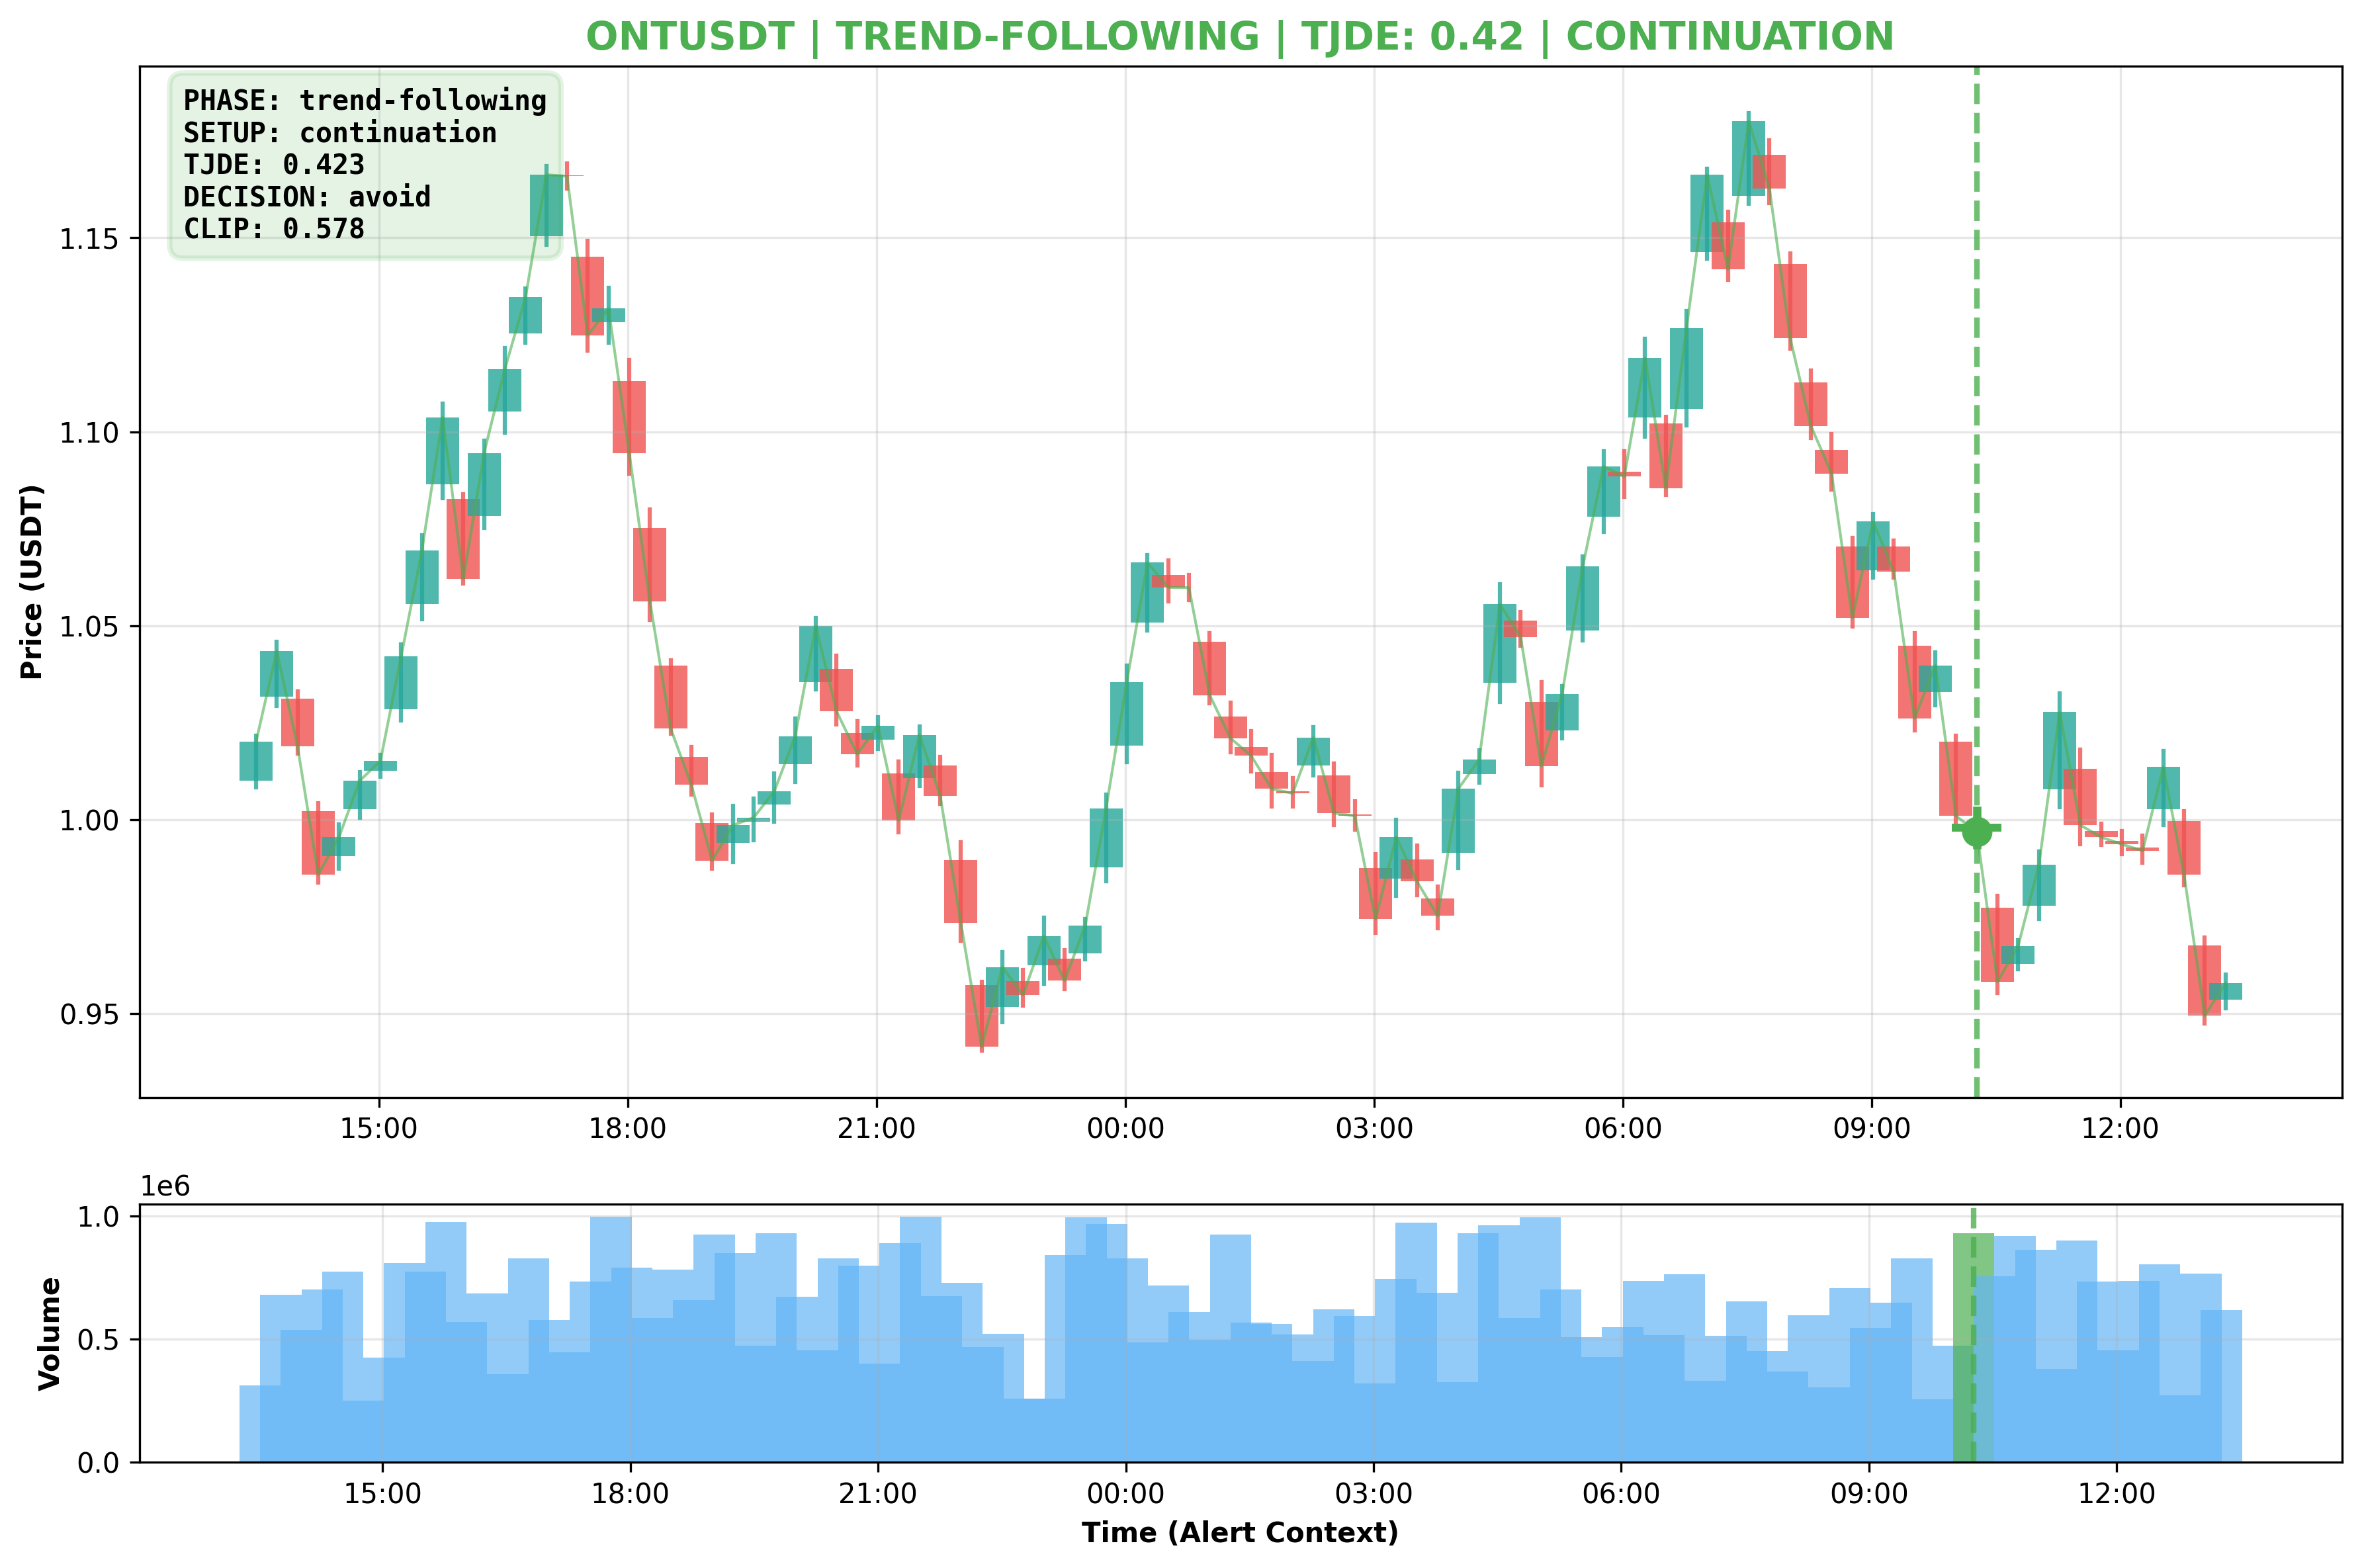 ONTUSDT | TREND-FOLLOWING | TJDE: 0.42 | CONTINUATION
PHASE: trend-following
SETUP: continuation
TJDE: 0.423
DECISION: avoid
CLIP: 0.578
Price (USDT)
1.15
1.10
1.05
1.00
0.95
15:00 18:00 21:00 00:00 03:00 06:00 09:00 12:00
1e6
Volume
1.0
0.5
0.0
15:00 18:00 21:00 00:00 03:00 06:00 09:00 12:00
Time (Alert Context)